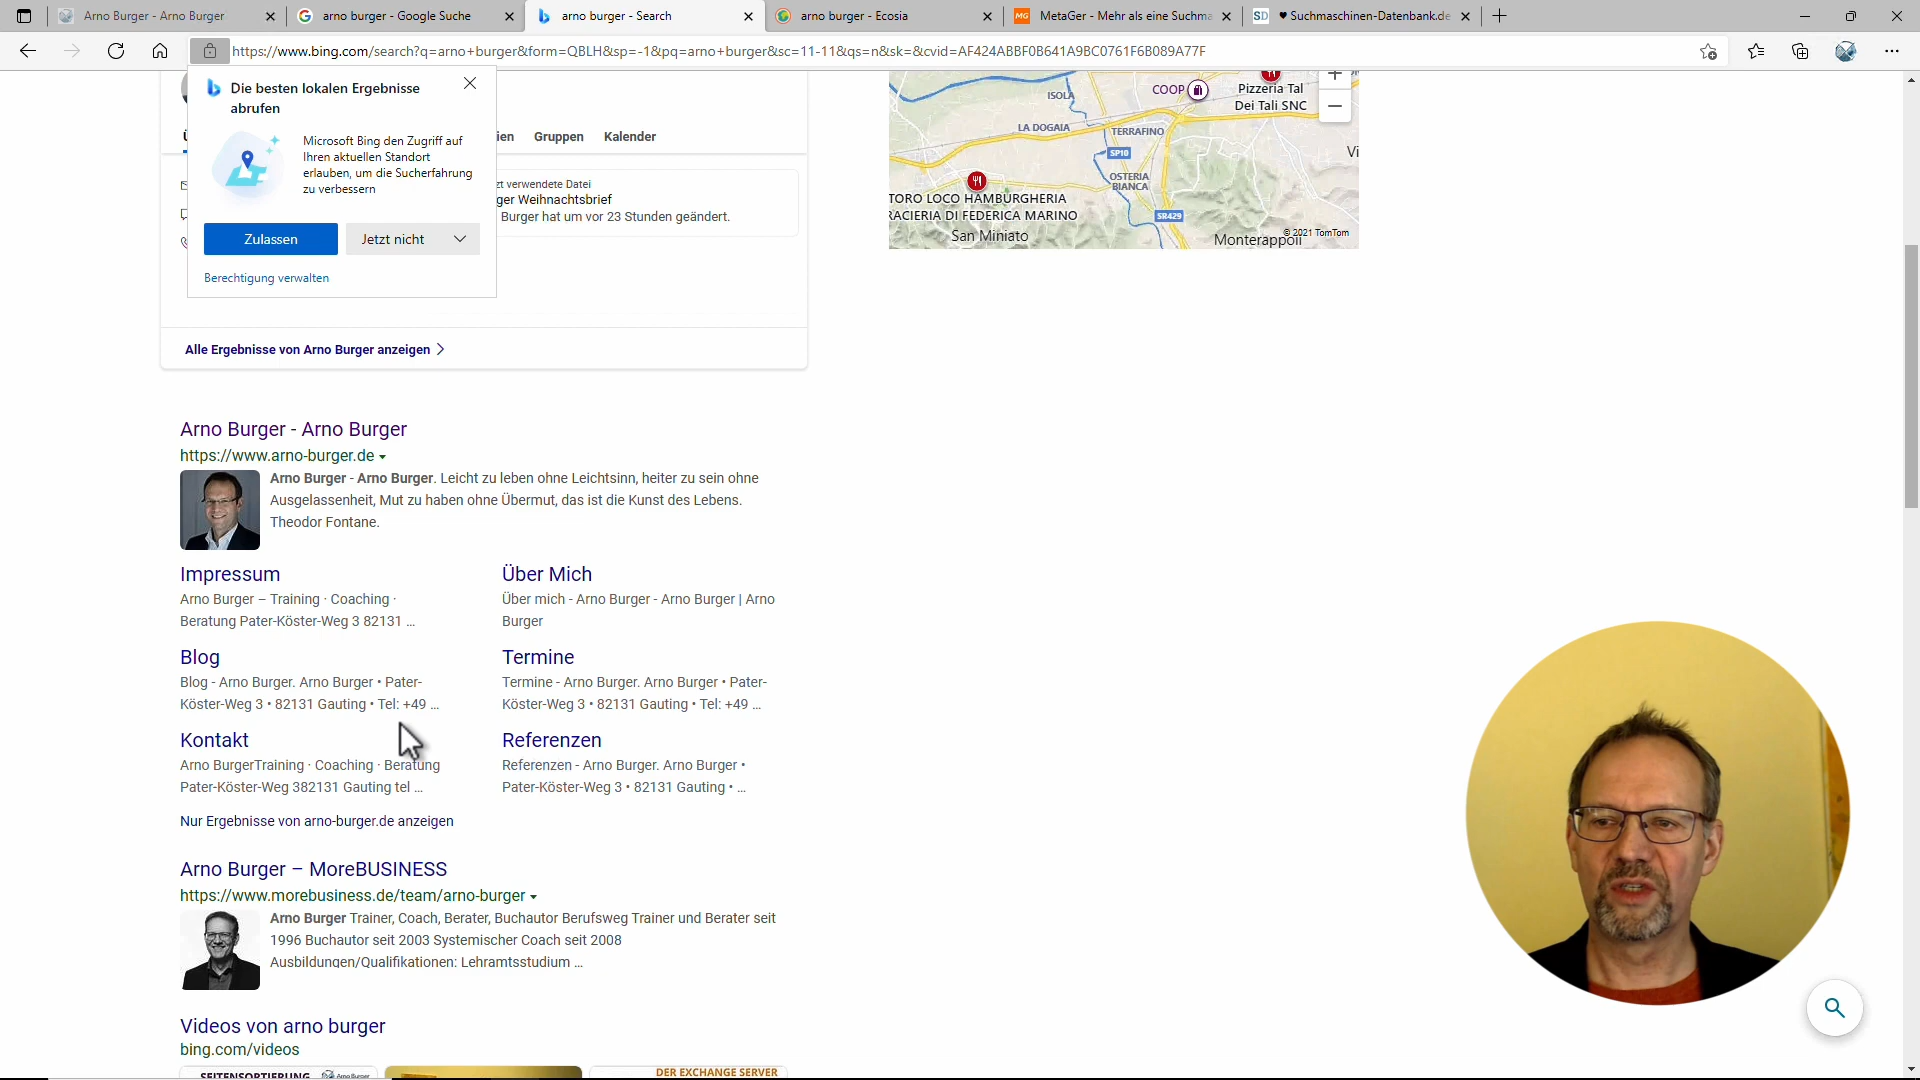 Arno Burger - Arno Burger
arno burger - Google Suche
arno burger - Search
arno burger - Ecosia
MG MetaGer - Mehr als eine Suchma
SD ♥ Suchmaschinen-Datenbank.de
https://www.bing.com/search?q=arno+burger&form=QBLH&sp=-1&pq=arno+burger&sc=11-11&qs=n&sk=&cvid=AF424ABBF0B641A9BC0761F6B089A77F
Die besten lokalen Ergebnisse
abrufen
Microsoft Bing den Zugriff auf
Ihren aktuellen Standort
erlauben, um die Sucherfahrung
zu verbessern
Zulassen
Jetzt nicht
Berechtigung verwalten
ien Gruppen Kalender
zt verwendete Datei
ger Weihnachtsbrief
Burger hat um vor 23 Stunden geändert.
Alle Ergebnisse von Arno Burger anzeigen
ISOLA
COOP
Pizzeria Tal
Dei Tali SNC
LA DOGAIA
TERRAFINO
Vi
SP10
OSTERIA
BIANCA
TORO LOCO HAMBURGHERIA
RACIERIA DI FEDERICA MARINO
SR429
San Miniato
Monterappoli
© 2021 TomTom
Arno Burger - Arno Burger
https://www.arno-burger.de
Arno Burger - Arno Burger. Leicht zu leben ohne Leichtsinn, heiter zu sein ohne
Ausgelassenheit, Mut zu haben ohne Übermut, das ist die Kunst des Lebens.
Theodor Fontane.
Impressum
Arno Burger – Training · Coaching ·
Beratung Pater-Köster-Weg 3 82131 ...
Über Mich
Über mich - Arno Burger - Arno Burger | Arno
Burger
Blog
Blog - Arno Burger. Arno Burger • Pater-
Köster-Weg 3 • 82131 Gauting • Tel: +49 ...
Termine
Termine - Arno Burger. Arno Burger • Pater-
Köster-Weg 3 • 82131 Gauting • Tel: +49 ...
Kontakt
Arno BurgerTraining · Coaching · Beratung
Pater-Köster-Weg 382131 Gauting tel ...
Referenzen
Referenzen - Arno Burger. Arno Burger •
Pater-Köster-Weg 3 • 82131 Gauting • ...
Nur Ergebnisse von arno-burger.de anzeigen
Arno Burger – MoreBUSINESS
https://www.morebusiness.de/team/arno-burger
Arno Burger Trainer, Coach, Berater, Buchautor Berufsweg Trainer und Berater seit
1996 Buchautor seit 2003 Systemischer Coach seit 2008
Ausbildungen/Qualifikationen: Lehramtsstudium ...
Videos von arno burger
bing.com/videos
SEITENSORTIERUNG Arno Burger
DER EXCHANGE SERVER